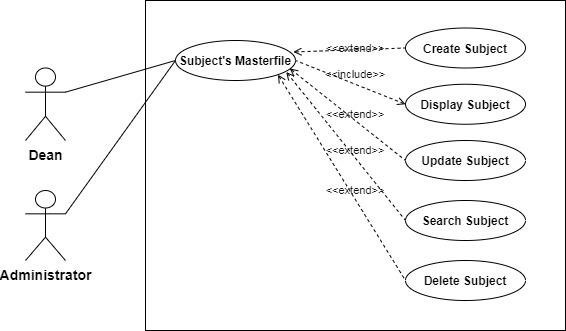 <<extend>>
Create Subject
Subject's Masterfile
<<include>>
Display Subject
<<extend>>
Dean
<<extend>>
Update Subject
<<extend>>
Search Subject
Administrator
Delete Subject